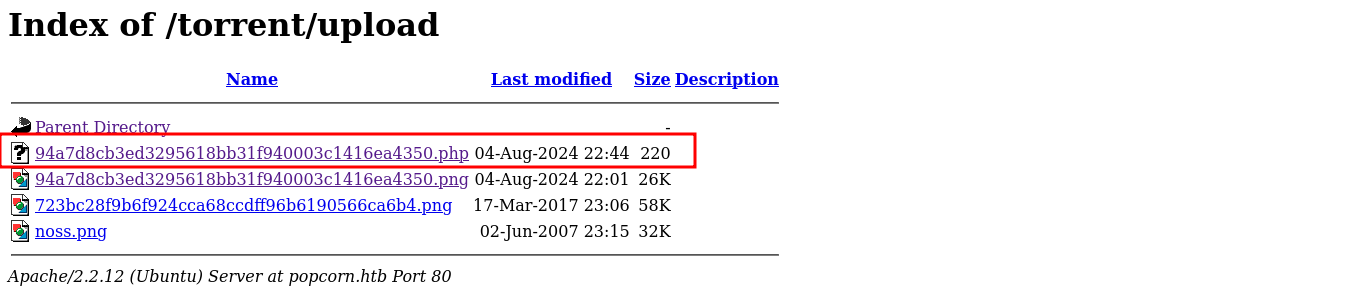 Index of /torrent/upload
Name Last modified Size Description
Parent Directory -
94a7d8cb3ed3295618bb31f940003c1416ea4350.php 04-Aug-2024 22:44 220
94a7d8cb3ed3295618bb31f940003c1416ea4350.png 04-Aug-2024 22:01 26K
723bc28f9b6f924cca68ccdff96b6190566ca6b4.png 17-Mar-2017 23:06 58K
noss.png 02-Jun-2007 23:15 32K
Apache/2.2.12 (Ubuntu) Server at popcorn.htb Port 80